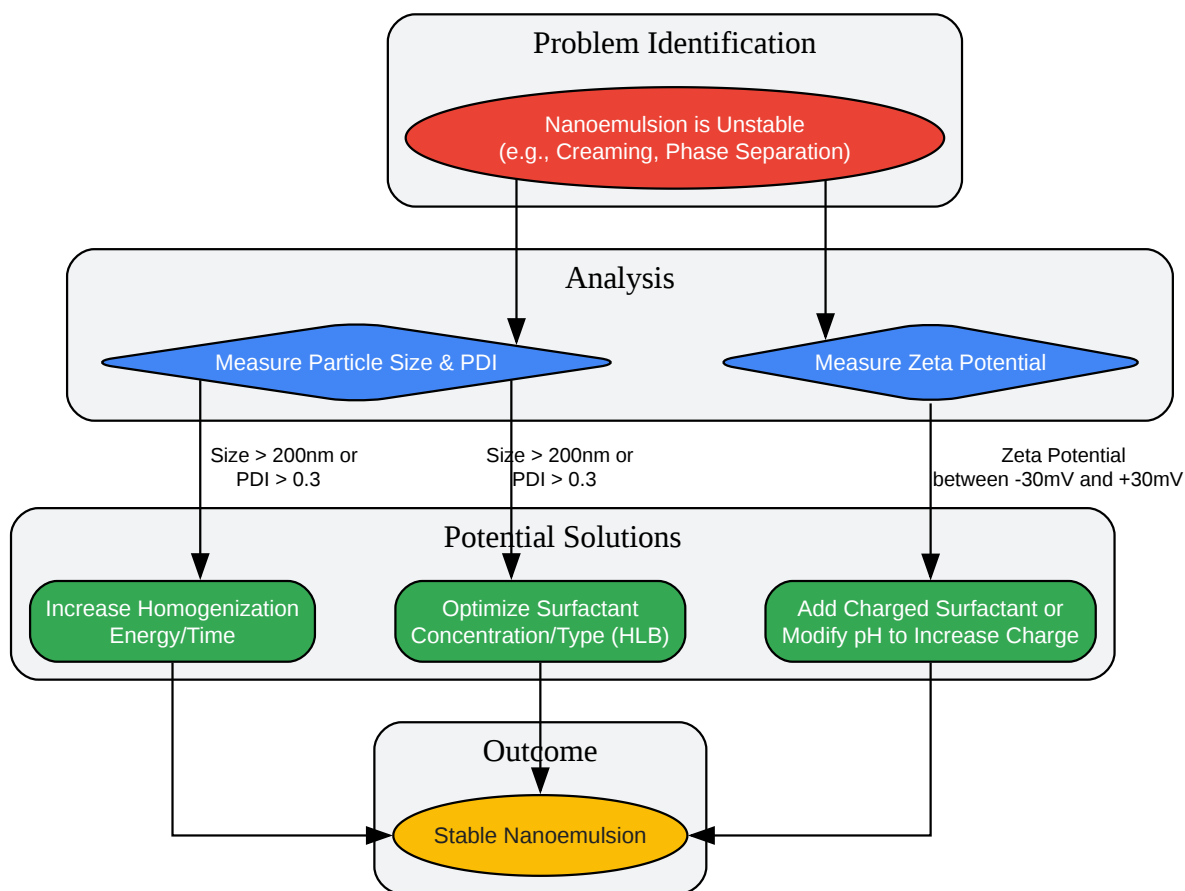 Problem Identification
Nanoemulsion is Unstable
(e.g., Creaming, Phase Separation)
Analysis
Measure Particle Size & PDI
Measure Zeta Potential
Size > 200nm or
PDI > 0.3
Size > 200nm or
PDI > 0.3
Zeta Potential
between -30mV and +30mV
Potential Solutions
Increase Homogenization
Energy/Time
Optimize Surfactant
Concentration/Type (HLB)
Add Charged Surfactant or
Modify pH to Increase Charge
Outcome
Stable Nanoemulsion